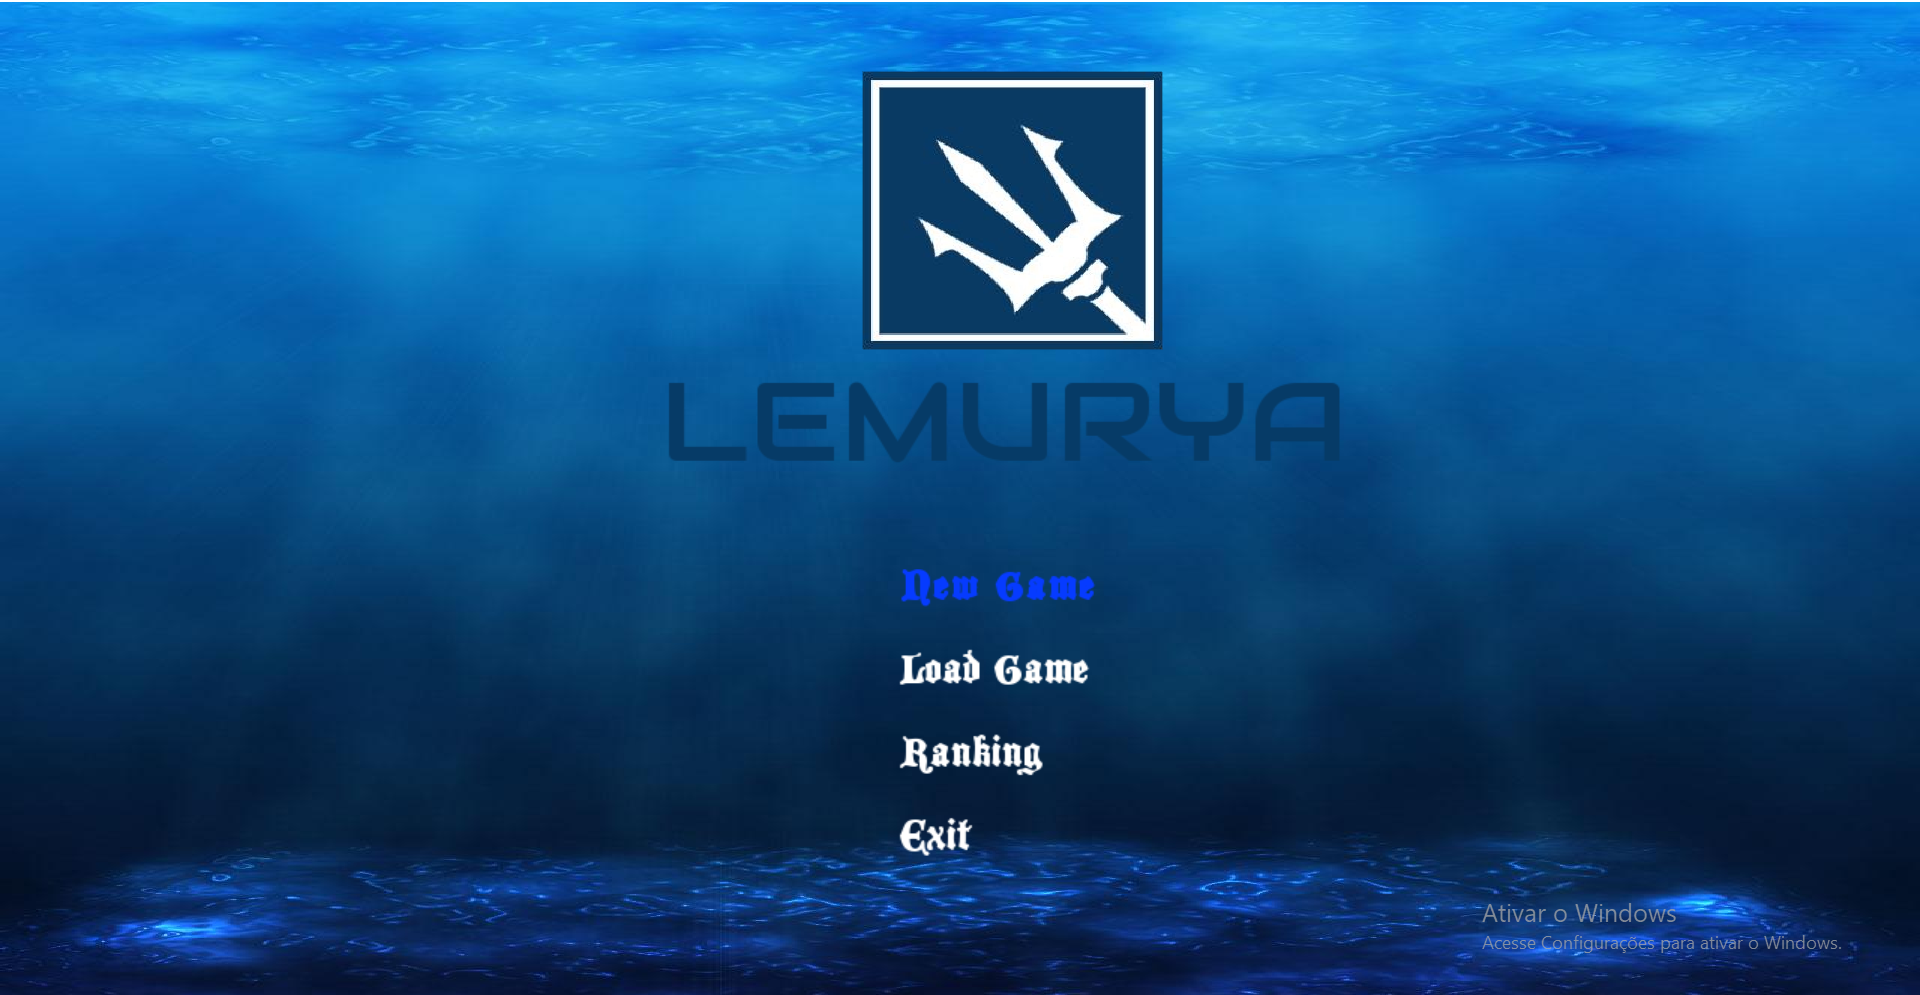 LEMURYA
New Game
Load Game
Ranking
Exit
Ativar o Windows
Acesse Configurações para ativar o Windows.